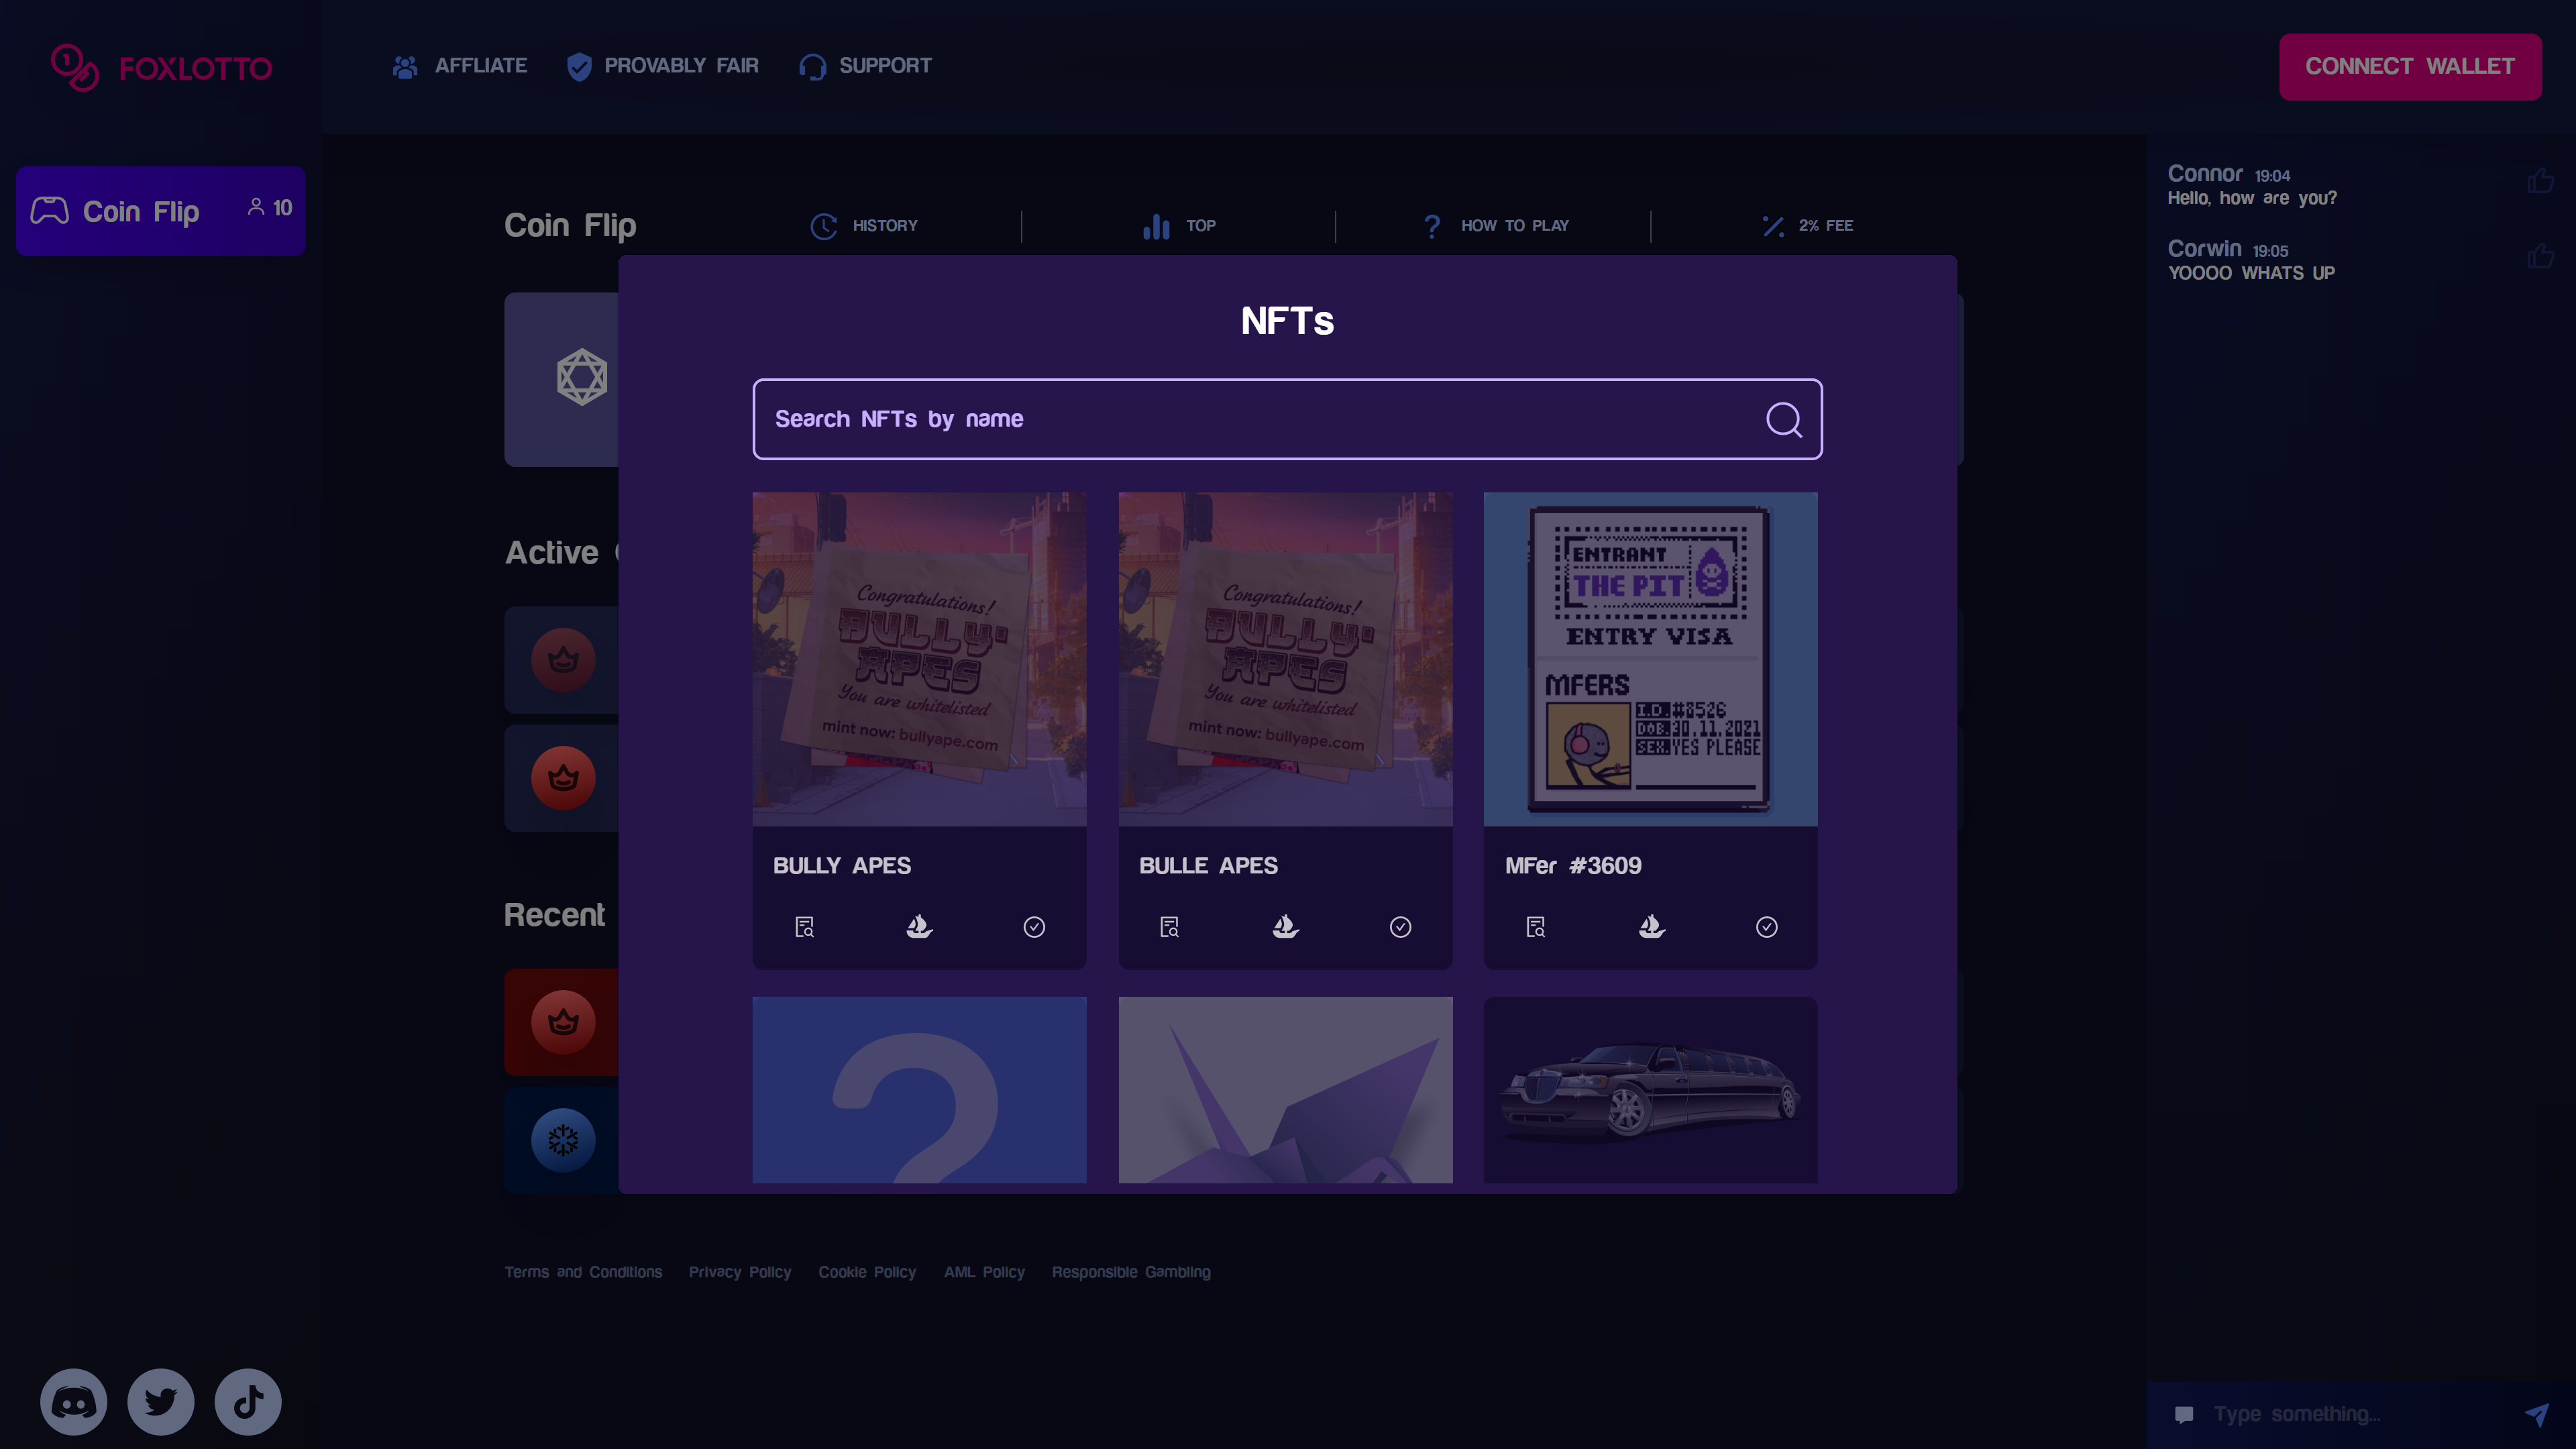 FOXLOTTO
AFFLIATE
PROVABLY FAIR
SUPPORT
CONNECT WALLET
Coin Flip
10
Coin Flip
HISTORY
TOP
HOW TO PLAY
2% FEE
Connor 19:04
Hello, how are you?
Corwin 19:05
YOOOO WHATS UP
NFTs
Search NFTs by name
Active
Congratulations!
BULLY
APES
You are whitelisted
mint now: bullyape.com
Congratulations!
BULLY
APES
You are whitelisted
mint now: bullyape.com
ENTRANT
THE PIT
ENTRY VISA
MFERS
I.D. #8526
DOB. 30.11.2021
SEX. YES PLEASE
BULLY APES
BULLE APES
MFer #3609
Recent
?
Terms and Conditions
Privacy Policy
Cookie Policy
AML Policy
Responsible Gambling
Type something...